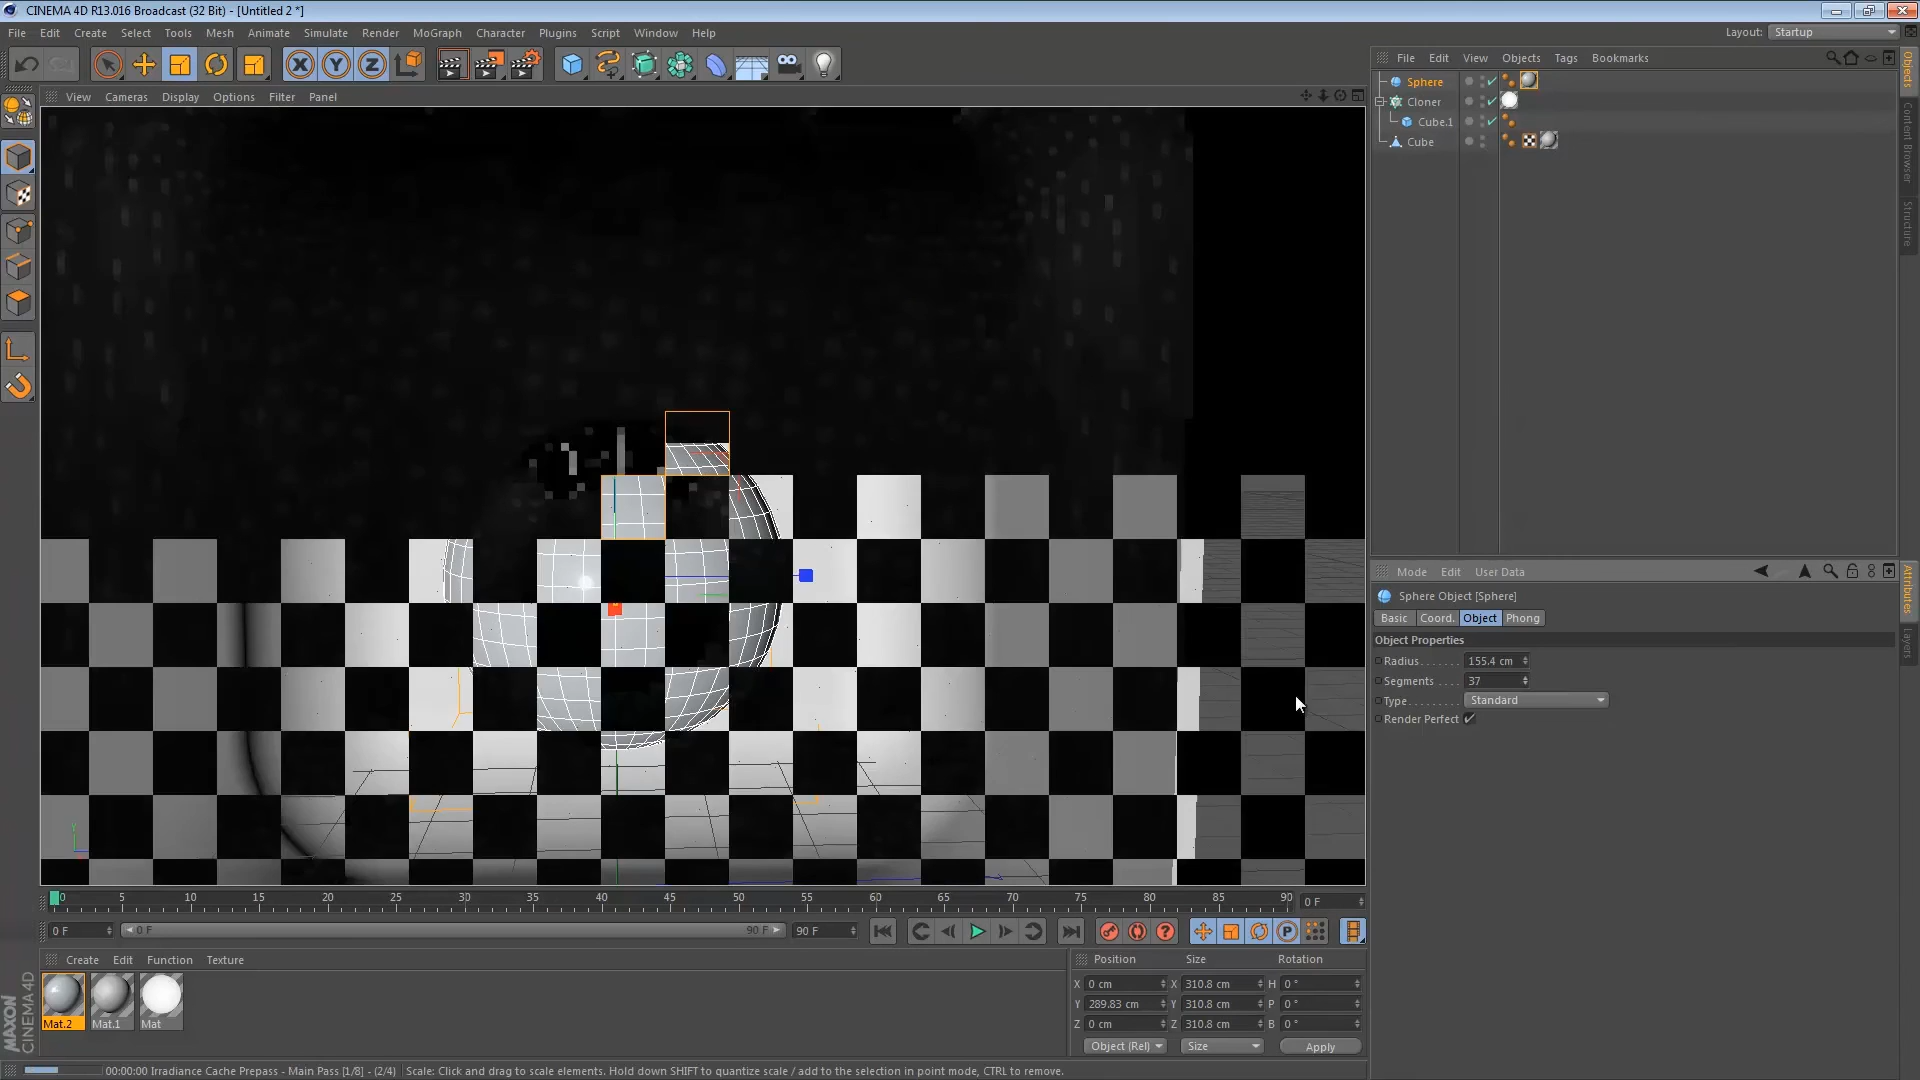 CINEMA 4D R13.016 Broadcast (32 Bit) - [Untitled 2 *]
File Edit Create Select Tools Mesh Animate Simulate Render MoGraph Character Plugins Script Window Help
Layout: Startup
View Cameras Display Options Filter Panel
File Edit View Objects Tags Bookmarks
Sphere
Cloner
Cube.1
Cube
Objects
Content Browser
Structure
Mode Edit User Data
Sphere Object [Sphere]
Basic Coord. Object Phong
Object Properties
Radius . . . . . . . 155.4 cm
Segments . . . . 37
Type . . . . . . . . . Standard
Render Perfect
Attributes
Layers
X Y Z
Y
0 5 10 15 20 25 30 35 40 45 50 55 60 65 70 75 80 85 90
0 F
0 F 0 F 90 F 90 F
P
Create Edit Function Texture
Mat.2 Mat.1 Mat
Position Size Rotation
X 0 cm X 310.8 cm H 0 °
Y 289.83 cm Y 310.8 cm P 0 °
Z 0 cm Z 310.8 cm B 0 °
Object (Rel) Size Apply
MAXON CINEMA 4D
00:00:00 Irradiance Cache Prepass - Main Pass [1/8] - (2/4) Scale: Click and drag to scale elements. Hold down SHIFT to quantize scale / add to the selection in point mode, CTRL to remove.